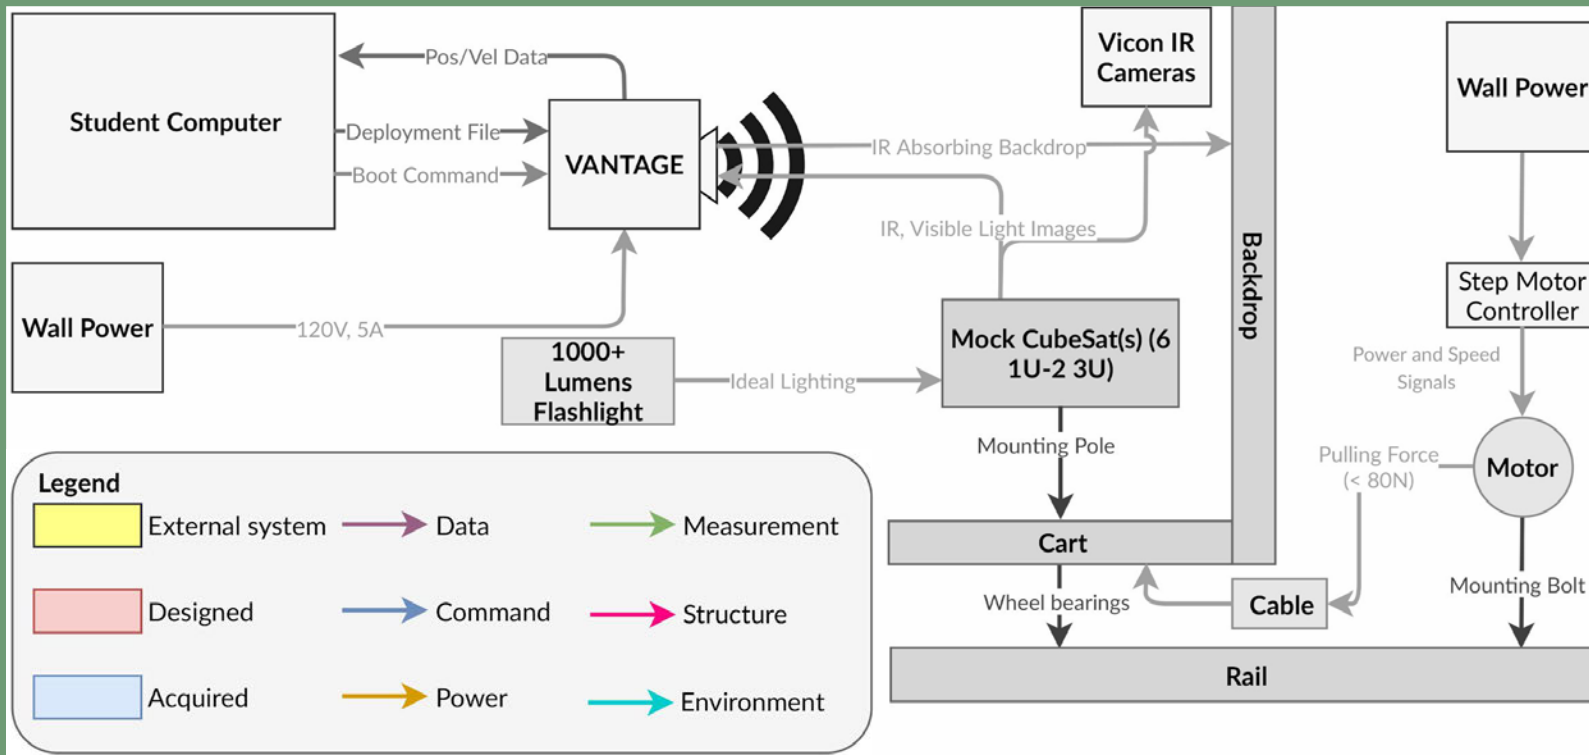 Student Computer
Pos/Vel Data
Deployment File
Boot Command
VANTAGE
Vicon IR
Cameras
Wall Power
IR Absorbing Backdrop
IR, Visible Light Images
Backdrop
Wall Power
120V, 5A
1000+
Lumens
Flashlight
Ideal Lighting
Mock CubeSat(s) (6
1U-2 3U)
Step Motor
Controller
Power and Speed
Signals
Mounting Pole
Pulling Force
(< 80N)
Motor
Cart
Wheel bearings
Cable
Mounting Bolt
Rail
Legend
External system
Data
Measurement
Designed
Command
Structure
Acquired
Power
Environment